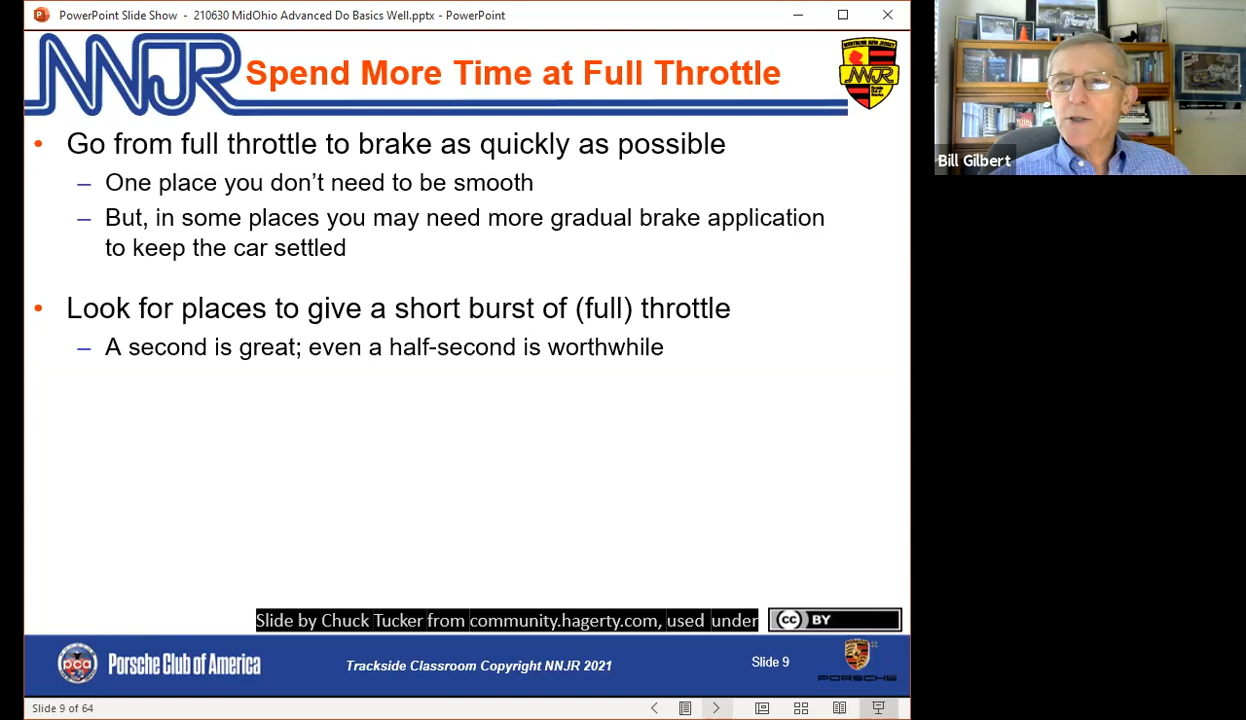 PowerPoint Slide Show - 210630 MidOhio Advanced Do Basics Well.pptx - PowerPoint
NNJR
Spend More Time at Full Throttle
NNJR
• Go from full throttle to brake as quickly as possible
– One place you don’t need to be smooth
– But, in some places you may need more gradual brake application
to keep the car settled
• Look for places to give a short burst of (full) throttle
– A second is great; even a half-second is worthwhile
Bill Gilbert
Slide by Chuck Tucker from community.hagerty.com, used under
cc BY
pca Porsche Club of America
Trackside Classroom Copyright NNJR 2021
Slide 9
PORSCHE
Slide 9 of 64